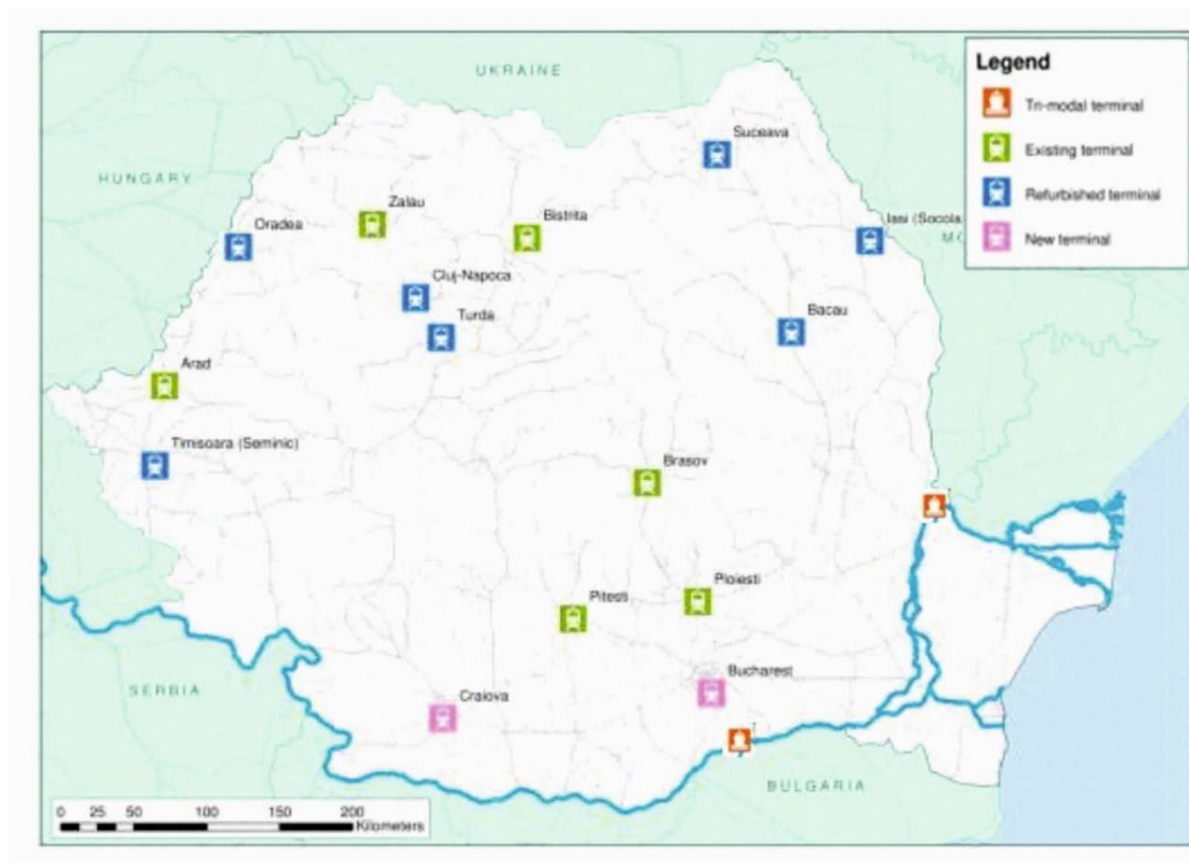 UKRAINE
Legend
Tri-modal terminal
Existing terminal
Refurbished terminal
New terminal
Suceava
HUNGARY
Zalau
Bistrita
Oradea
Iasi (Socola
MO
Cluj-Napoca
Turda
Bacau
Arad
Timisoara (Seminic)
Brasov
Ploiesti
Pitesti
Bucharest
SERBIA
Craiova
BULGARIA
0 25 50 100 150 200
Kilometers